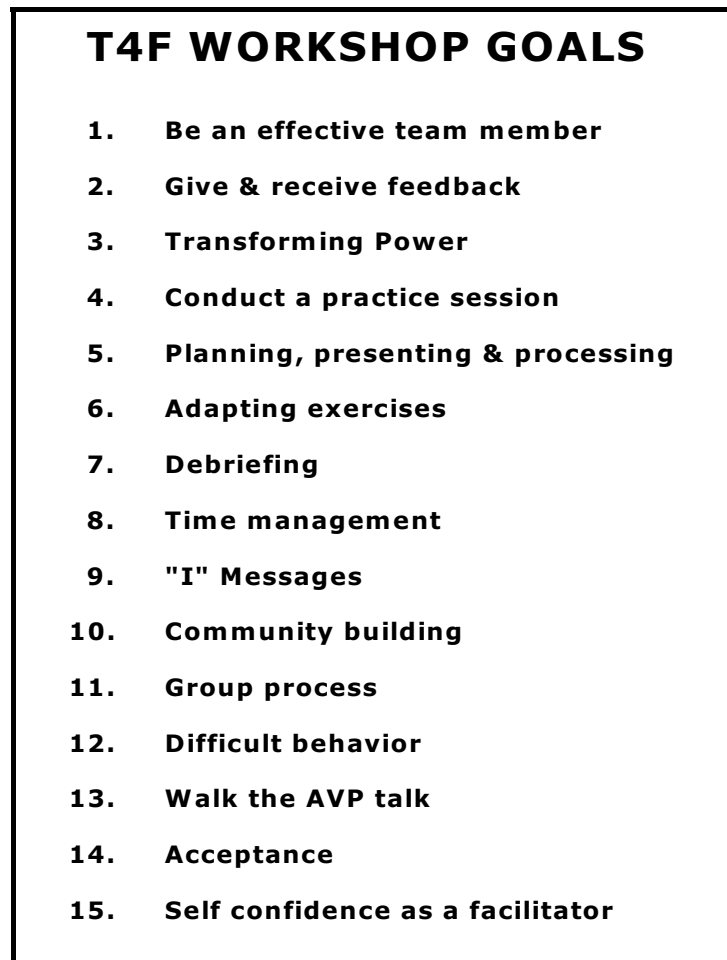 T4F WORKSHOP GOALS
1. Be an effective team member
2. Give & receive feedback
3. Transforming Power
4. Conduct a practice session
5. Planning, presenting & processing
6. Adapting exercises
7. Debriefing
8. Time management
9. "I" Messages
10. Community building
11. Group process
12. Difficult behavior
13. Walk the AVP talk
14. Acceptance
15. Self confidence as a facilitator